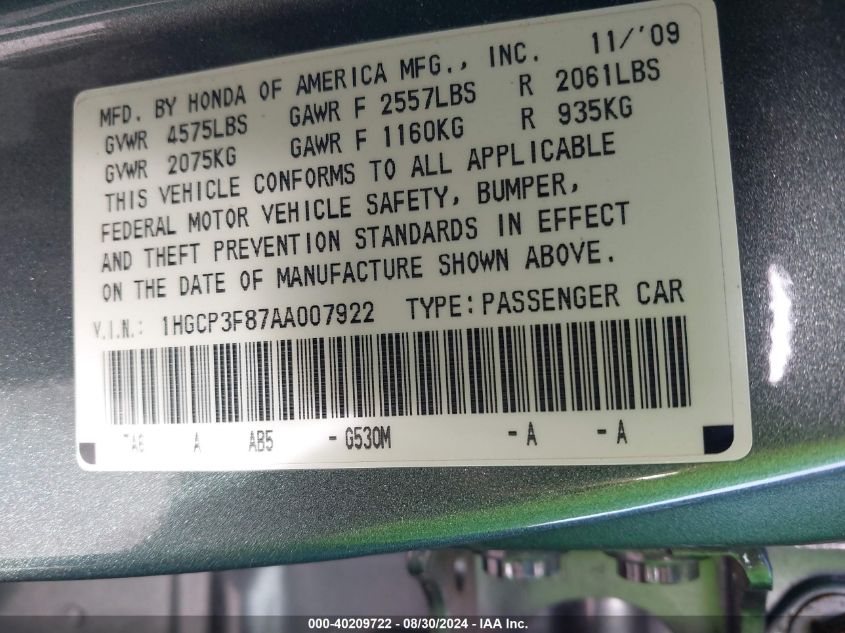 MFD. BY HONDA OF AMERICA MFG., INC. 11/'09
GVWR 4575LBS GAWR F 2557LBS R 2061LBS
GVWR 2075KG GAWR F 1160KG R 935KG
THIS VEHICLE CONFORMS TO ALL APPLICABLE
FEDERAL MOTOR VEHICLE SAFETY, BUMPER,
AND THEFT PREVENTION STANDARDS IN EFFECT
ON THE DATE OF MANUFACTURE SHOWN ABOVE.
V.I.N.: 1HGCP3F87AA007922 TYPE: PASSENGER CAR
A AB5 - G530M - A - A
000-40209722 - 08/30/2024 - IAA Inc.